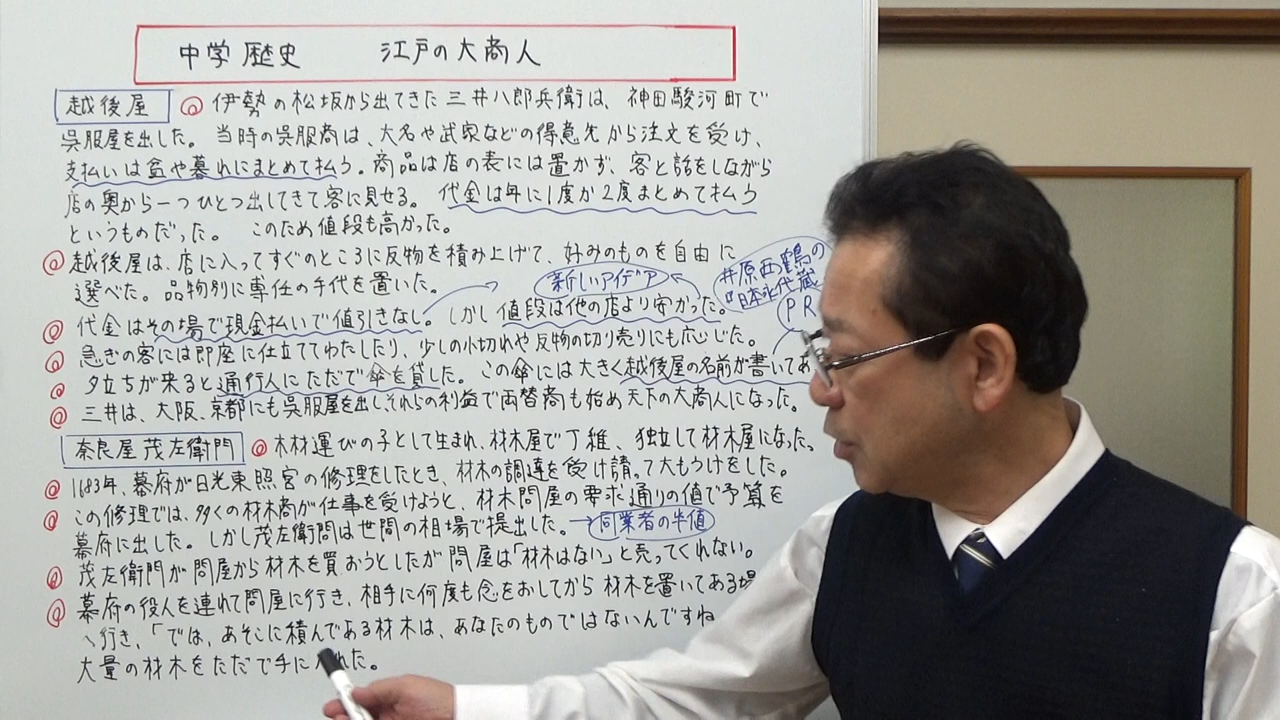 中学歴史 江戸の大商人
越後屋 ◎ 伊勢の松坂から出てきた三井八郎兵衛は、神田駿河町で
呉服屋を出した。当時の呉服商は、大名や武家などの得意先から注文を受け、
支払いは盆や暮れにまとめて払う。商品は店の表には置かず、客と話をしながら
店の奥から一つひとつ出してきて客に見せる。代金は年に1度か2度まとめて払う
というものだった。 このため値段も高かった。
◎ 越後屋は、店に入ってすぐのところに反物を積み上げて、好みのものを自由に
選べた。品物別に専任の手代を置いた。
新しいアイデア
井原西鶴の
『日本永代蔵
PR
◎ 代金はその場で現金払いで値引きなし。しかし値段は他の店より安かった。
◎ 急ぎの客には即座に仕立ててわたしたり、少しの小切れや反物の切り売りにも応じた。
◎ 夕立ちが来ると通行人にただで傘を貸した。この傘には大きく越後屋の名前が書いてあ
◎ 三井は、大阪、京都にも呉服屋を出しそれらの利益で両替商も始め天下の大商人になった。
奈良屋茂左衛門 ◎ 木材運びの子として生まれ、材木屋で丁稚、独立して材木屋になった。
◎ 1683年、幕府が日光東照宮の修理をしたとき、材木の調達を受け請って大もうけをした。
◎ この修理では、多くの材木商が仕事を受けようと、材木問屋の要求通りの値で予算を
幕府に出した。しかし茂左衛門は世間の相場で提出した。→同業者の半値
◎ 茂左衛門が問屋から材木を買おうとしたが問屋は「材木はない」と売ってくれない。
◎ 幕府の役人を連れて問屋に行き、相手に何度も念をおしてから材木を置いてある場
へ行き、「では、あそこに積んである材木は、あなたのものではないんですね
大量の材木をただで手に入れた。